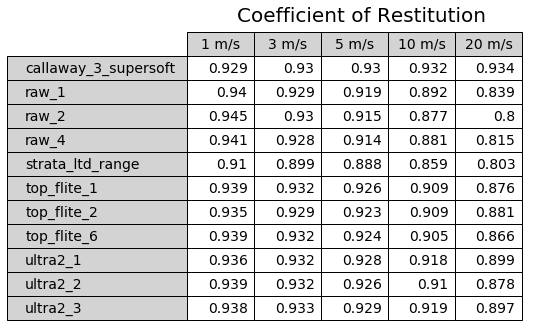 Coefficient of Restitution
1 m/s 3 m/s 5 m/s 10 m/s 20 m/s
callaway_3_supersoft 0.929 0.93 0.93 0.932 0.934
raw_1 0.94 0.929 0.919 0.892 0.839
raw_2 0.945 0.93 0.915 0.877 0.8
raw_4 0.941 0.928 0.914 0.881 0.815
strata_ltd_range 0.91 0.899 0.888 0.859 0.803
top_flite_1 0.939 0.932 0.926 0.909 0.876
top_flite_2 0.935 0.929 0.923 0.909 0.881
top_flite_6 0.939 0.932 0.924 0.905 0.866
ultra2_1 0.936 0.932 0.928 0.918 0.899
ultra2_2 0.939 0.932 0.926 0.91 0.878
ultra2_3 0.938 0.933 0.929 0.919 0.897